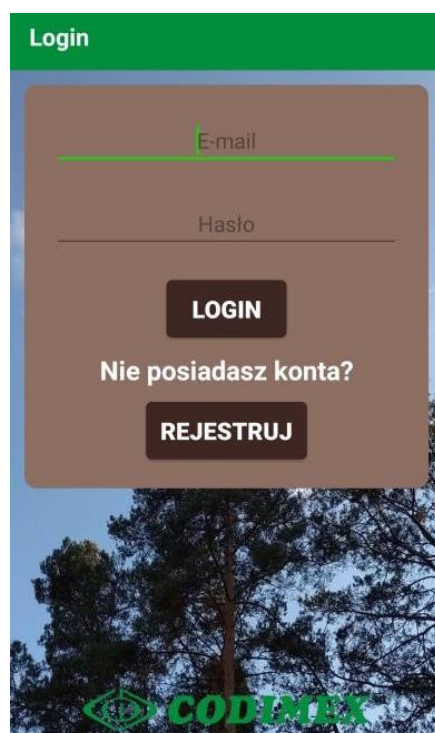 Login
E-mail
Hasło
LOGIN
Nie posiadasz konta?
REJESTRUJ
CODIMEX